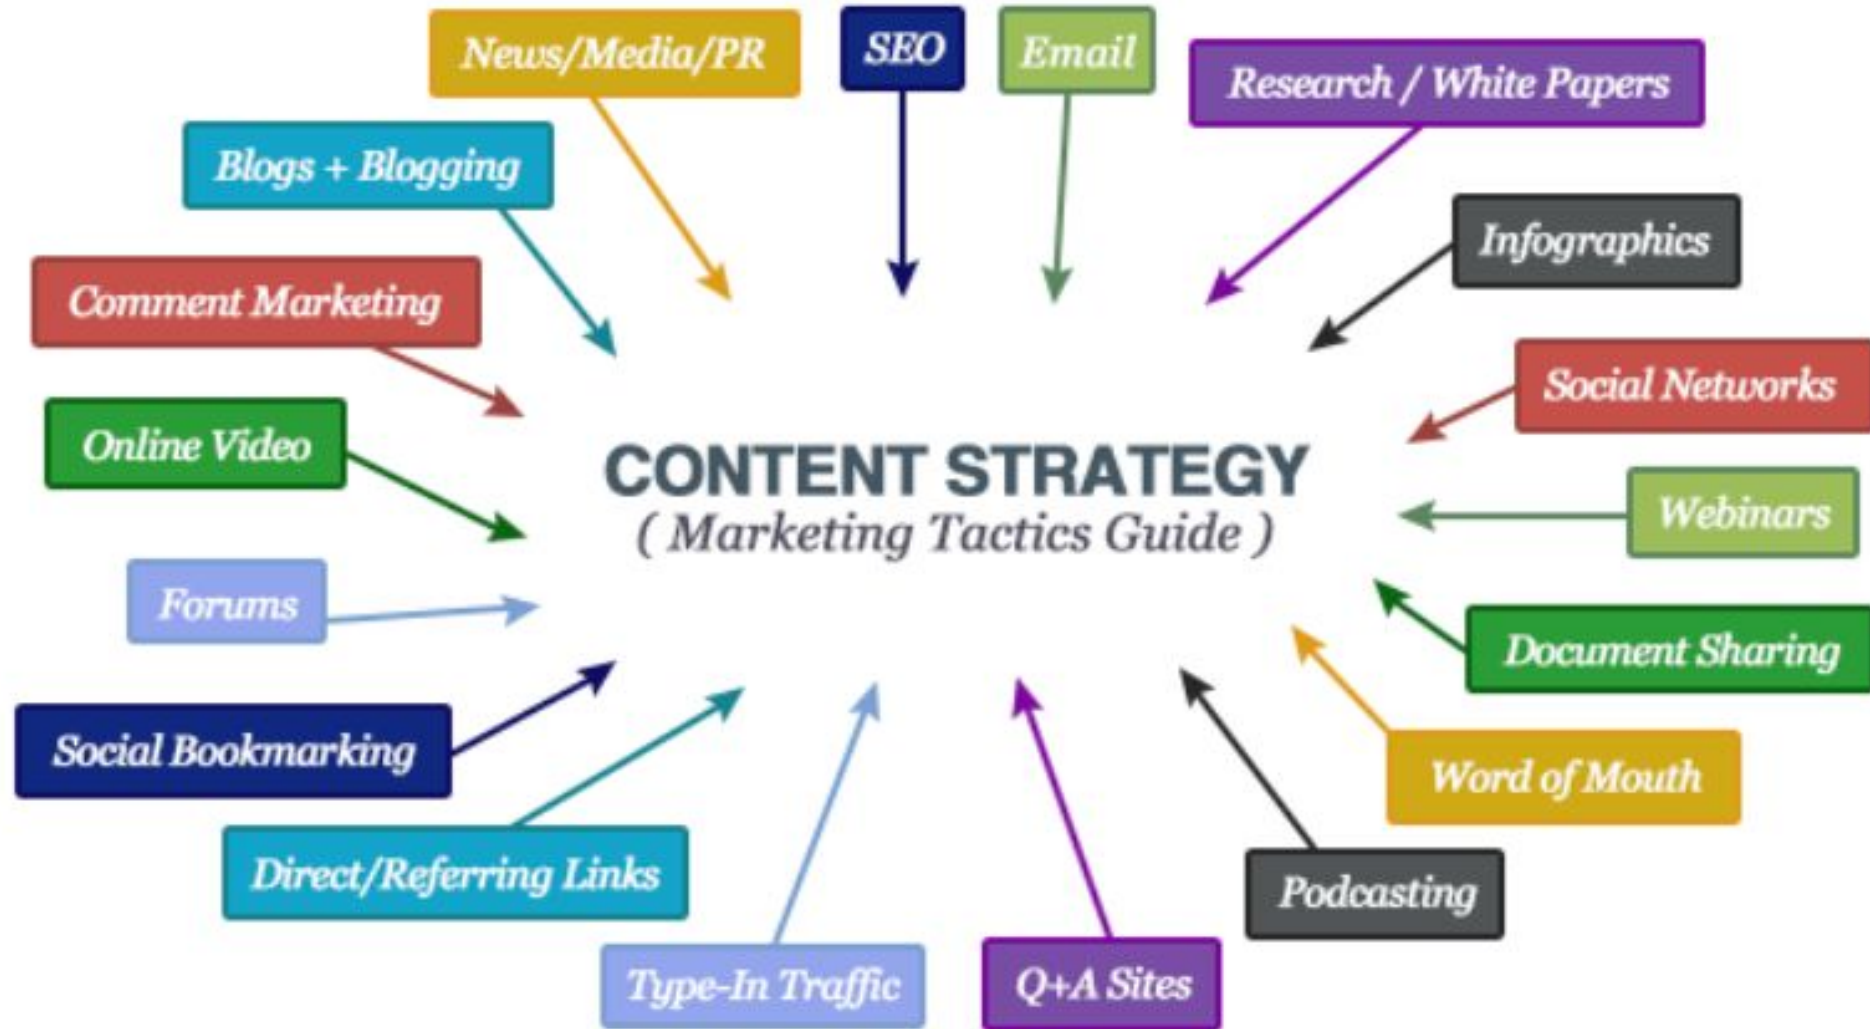 News/Media/PR
SEO
Email
Research / White Papers
Blogs + Blogging
Infographics
Comment Marketing
Social Networks
Online Video
CONTENT STRATEGY
( Marketing Tactics Guide )
Webinars
Forums
Document Sharing
Social Bookmarking
Word of Mouth
Direct/Referring Links
Podcasting
Type-In Traffic
Q+A Sites